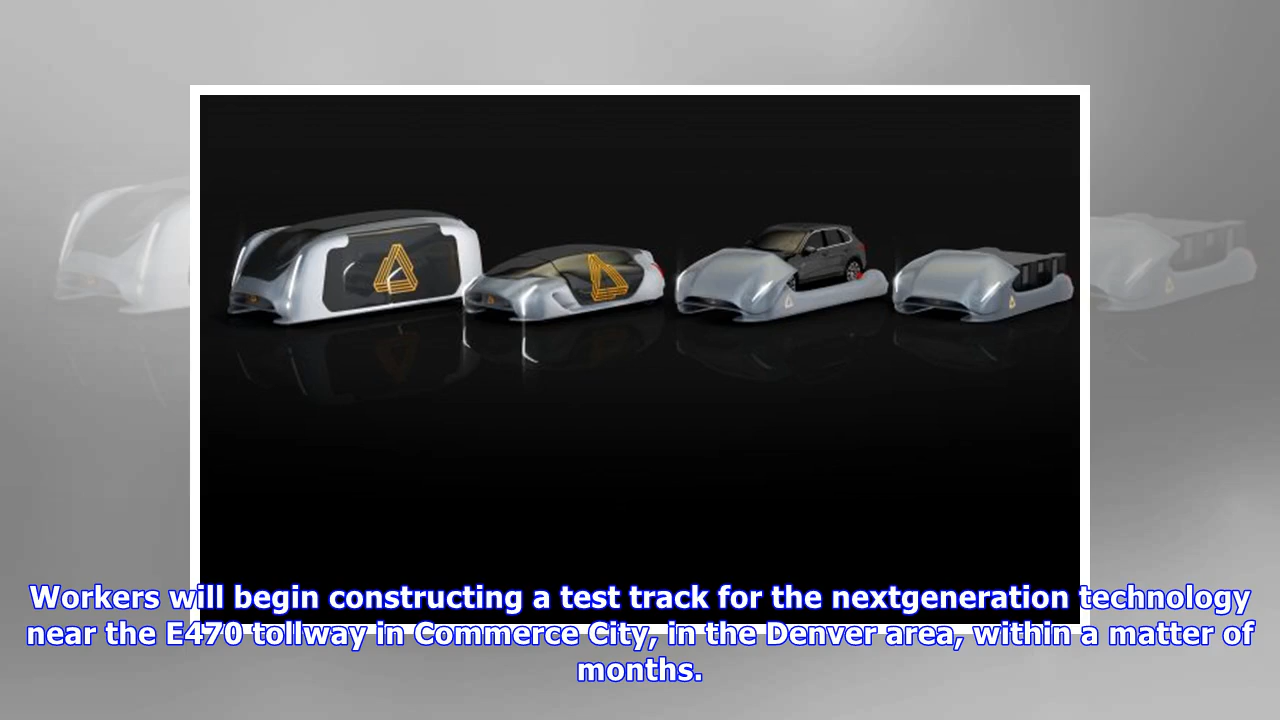 Workers will begin constructing a test track for the nextgeneration technology
near the E470 tollway in Commerce City, in the Denver area, within a matter of
months.